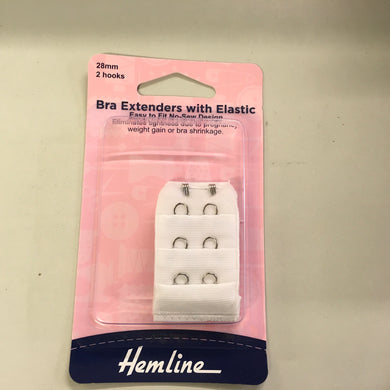 28mm
2 hooks
Bra Extenders with Elastic
Easy to Fit No-Sew Design
Eliminates tightness due to pregnancy,
weight gain or bra shrinkage.
Hemline